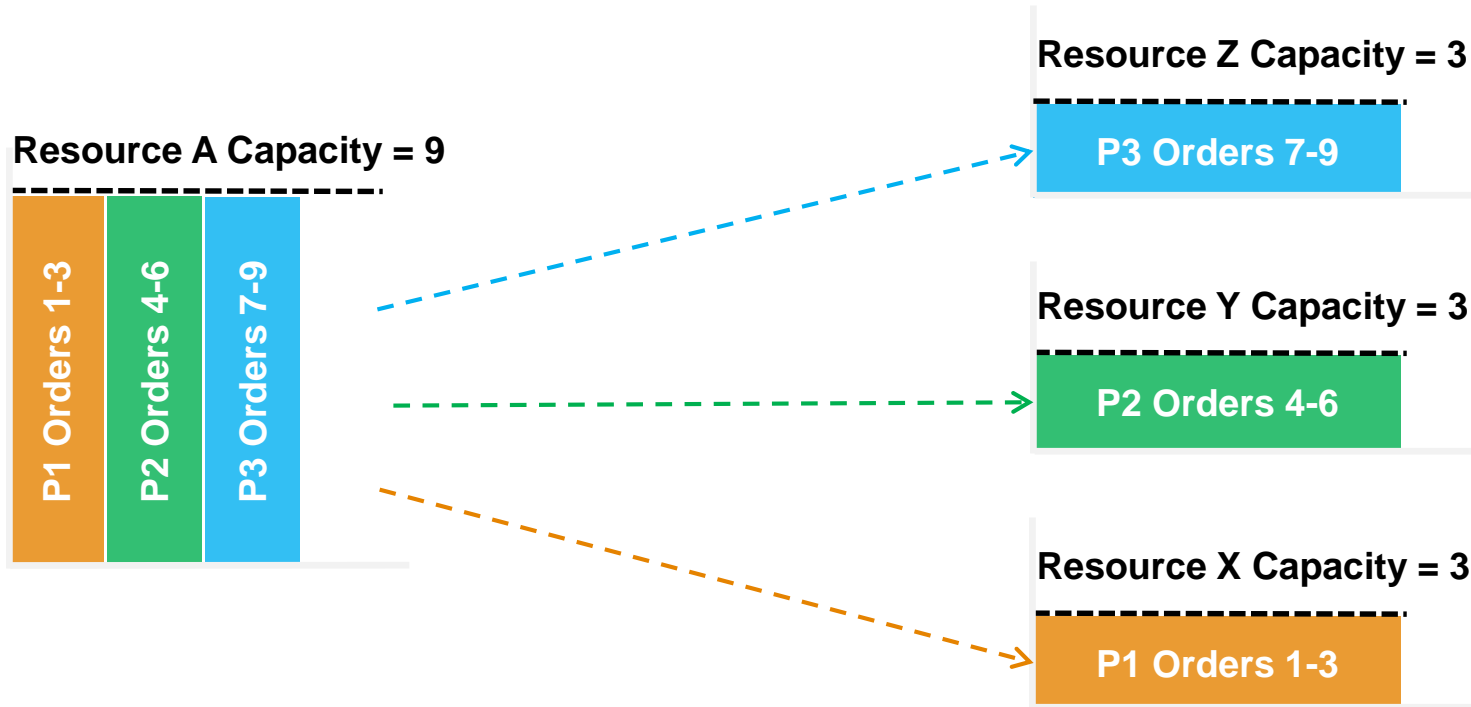 Resource A Capacity = 9
P1 Orders 1-3
P2 Orders 4-6
P3 Orders 7-9
Resource Z Capacity = 3
P3 Orders 7-9
Resource Y Capacity = 3
P2 Orders 4-6
Resource X Capacity = 3
P1 Orders 1-3